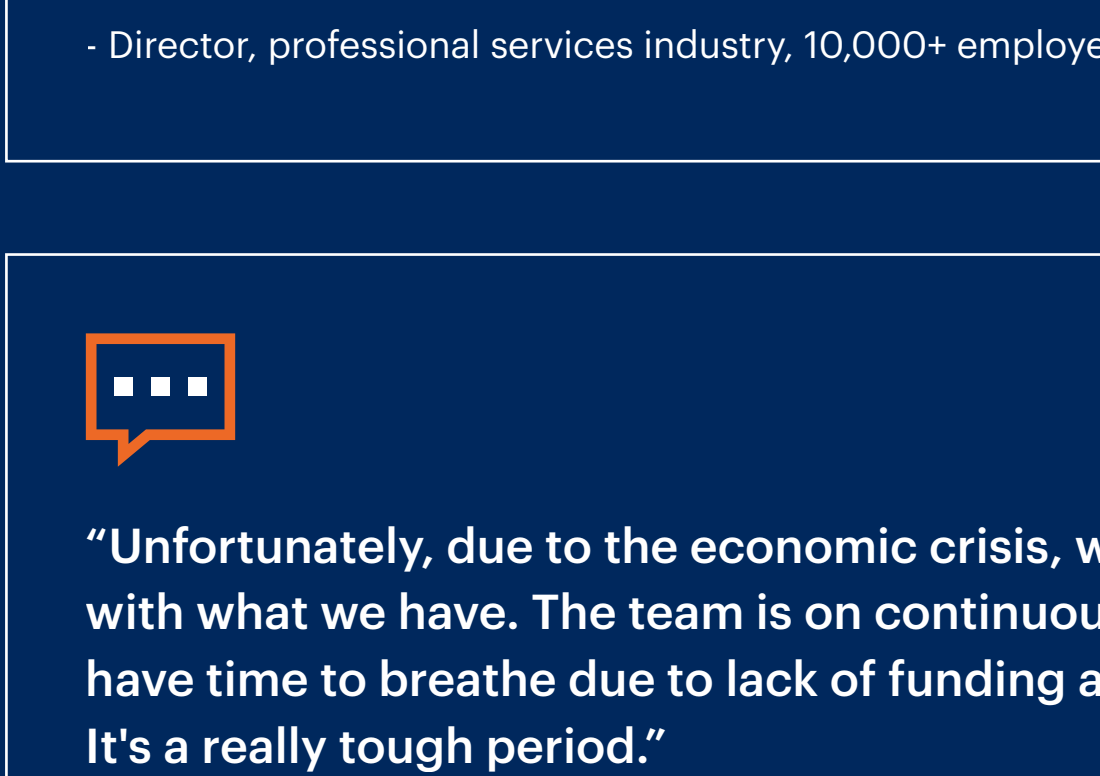 - Director, professional services industry, 10,000+ employe
“Unfortunately, due to the economic crisis, w
with what we have. The team is on continuou
have time to breathe due to lack of funding a
It's a really tough period.”